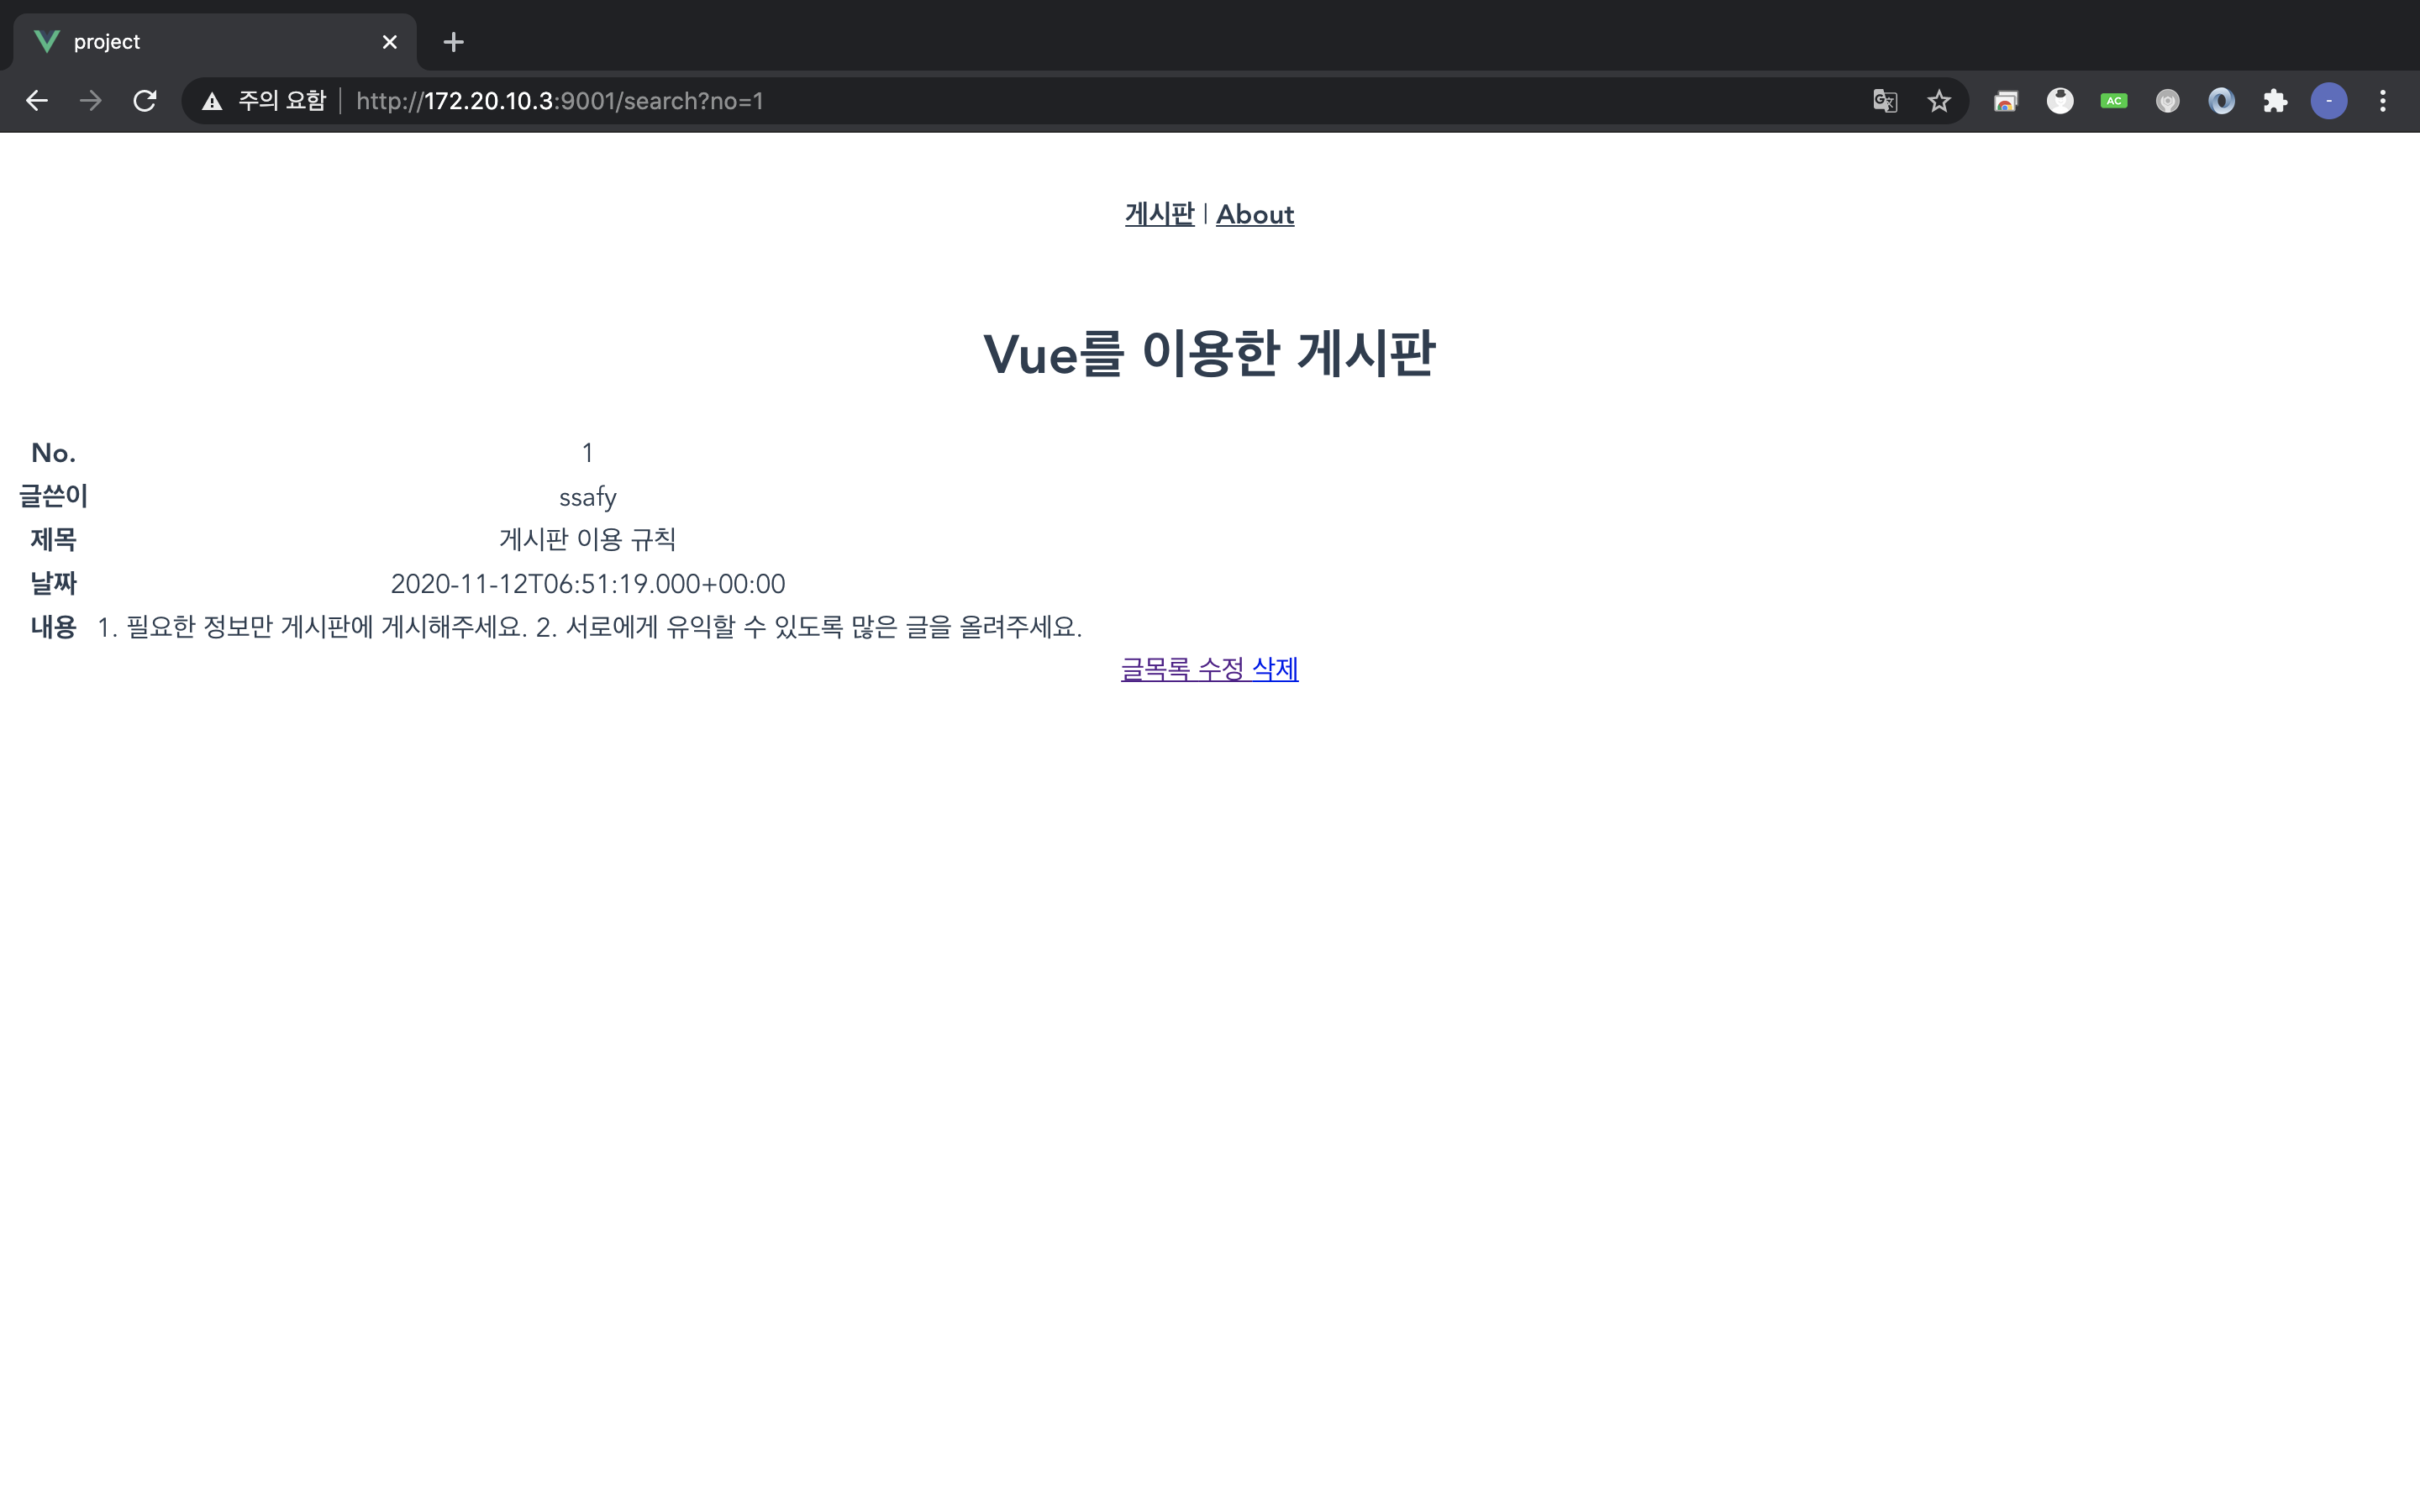 project
주의 요함 | http://172.20.10.3:9001/search?no=1
AC
-
게시판 | About
Vue를 이용한 게시판
No. 1
글쓴이 ssafy
제목 게시판 이용 규칙
날짜 2020-11-12T06:51:19.000+00:00
내용 1. 필요한 정보만 게시판에 게시해주세요. 2. 서로에게 유익할 수 있도록 많은 글을 올려주세요.
글목록 수정 삭제